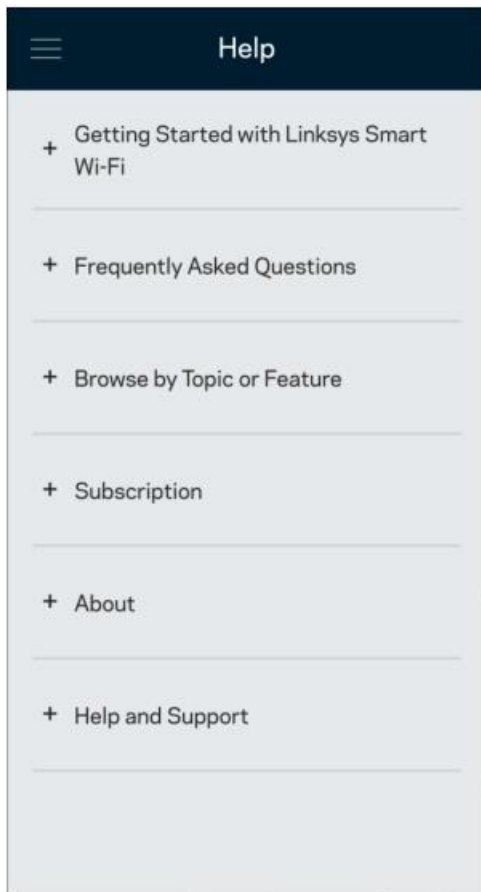 Help
+ Getting Started with Linksys Smart
Wi-Fi
+ Frequently Asked Questions
+ Browse by Topic or Feature
+ Subscription
+ About
+ Help and Support